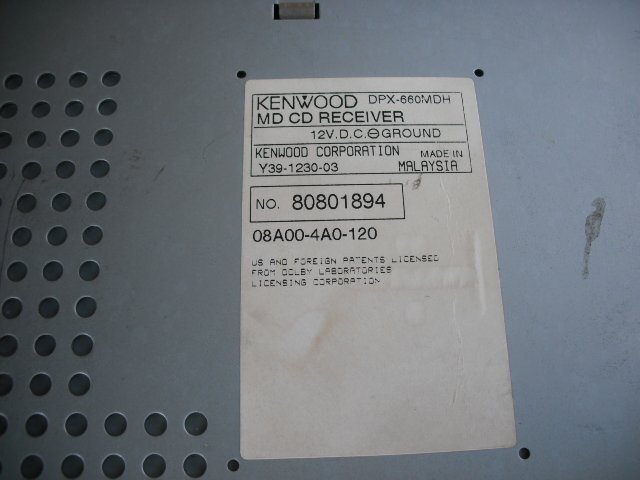 KENWOOD DPX-660MDH
MD CD RECEIVER
12V.D.C.⊖GROUND
KENWOOD CORPORATION MADE IN
Y39-1230-03 MALAYSIA
NO. 80801894
08A00-4A0-120
US AND FOREIGN PATENTS LICENSED
FROM DOLBY LABORATORIES
LICENSING CORPORATION